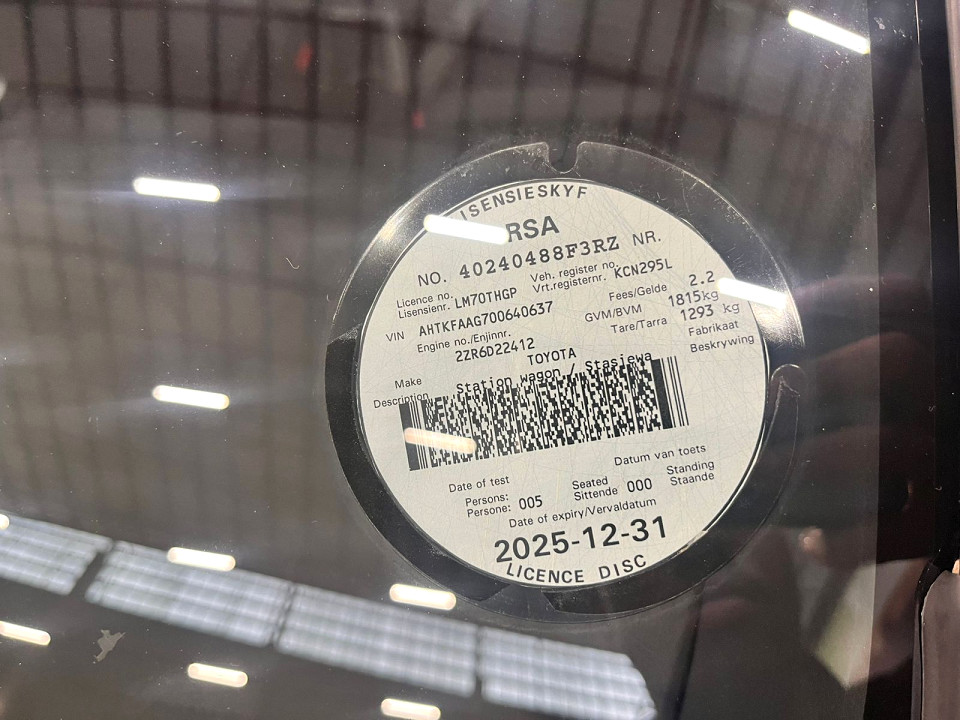 ISENSIESKYF
RSA
NO. 40240488F3RZ NR.
Licence no. Lisensienr. LM70THGP Veh. register no. Vrt.registernr. KCN295L
VIN AHTKFAAG700640637 Fees/Gelde 2.2
Engine no./Enjinnr. 2ZR6D22412 GVM/BVM 1815kg
Tare/Tarra 1293 kg
Make TOYOTA Fabrikaat
Description Station wagon / Stasiewa Beskrywing
Date of test Datum van toets
Persons: Persone: 005 Seated Sittende 000 Standing Staande
Date of expiry/Vervaldatum
2025-12-31
LICENCE DISC